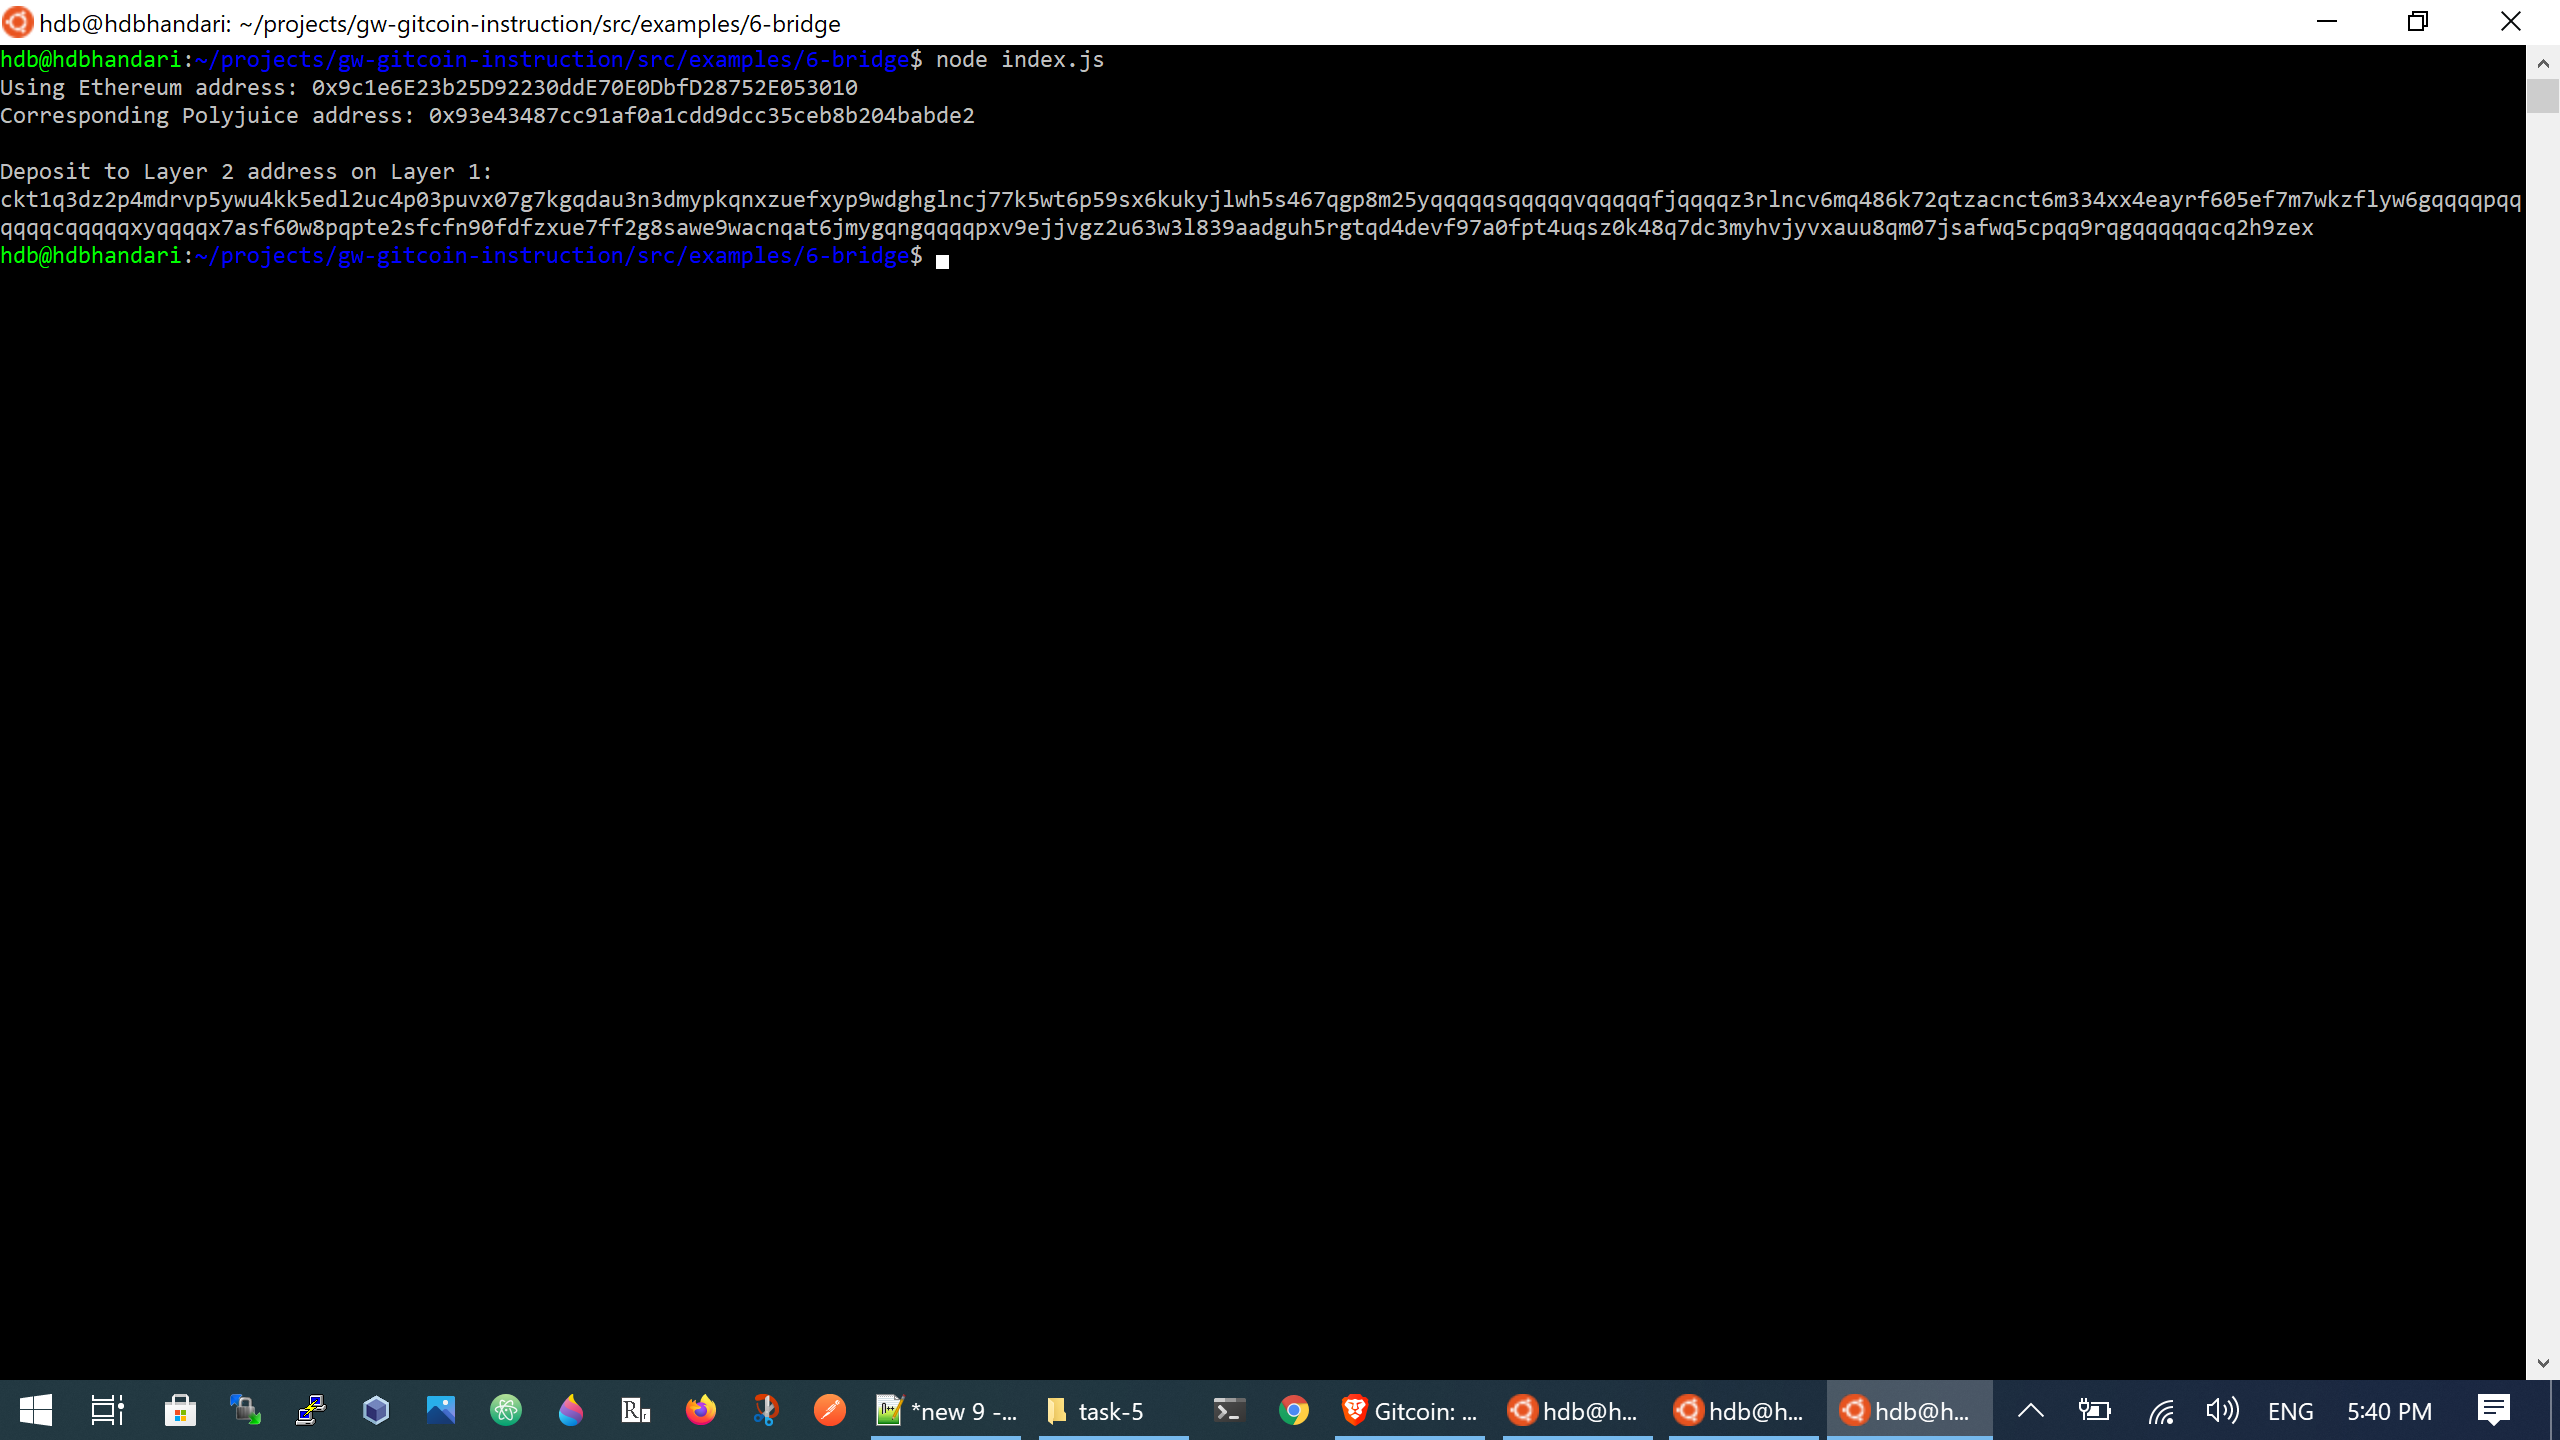 hdb@hdbhandari: ~/projects/gw-gitcoin-instruction/src/examples/6-bridge
hdb@hdbhandari:~/projects/gw-gitcoin-instruction/src/examples/6-bridge$ node index.js
Using Ethereum address: 0x9c1e6E23b25D92230ddE70E0DbfD28752E053010
Corresponding Polyjuice address: 0x93e43487cc91af0a1cdd9dcc35ceb8b204babde2
Deposit to Layer 2 address on Layer 1:
ckt1q3dz2p4mdrvp5ywu4kk5edl2uc4p03puvx07g7kgqdau3n3dmypkqnxzuefxyp9wdghglncj77k5wt6p59sx6kukyjlwh5s467qgp8m25yqqqqqsqqqqqvqqqqqfjqqqqz3rlncv6mq486k72qtzacnct6m334xx4eayrf605ef7m7wkzflyw6gqqqqpqq
qqqqcqqqqqxyqqqqx7asf60w8pqpte2sfcfn90fdfzxue7ff2g8sawe9wacnqat6jmygqngqqqqpxv9ejjvgz2u63w3l839aadguh5rgtqd4devf97a0fpt4uqsz0k48q7dc3myhvjyvxauu8qm07jsafwq5cpqq9rqgqqqqqqcq2h9zex
hdb@hdbhandari:~/projects/gw-gitcoin-instruction/src/examples/6-bridge$
*new 9 -... task-5 Gitcoin: ... hdb@h... hdb@h... hdb@h... ENG 5:40 PM